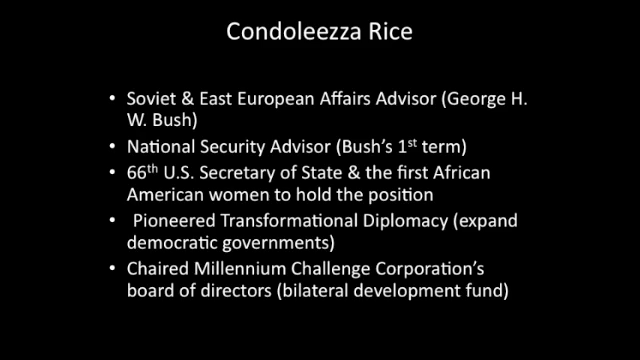 Condoleezza Rice
• Soviet & East European Affairs Advisor (George H.
W. Bush)
• National Security Advisor (Bush's 1st term)
• 66th U.S. Secretary of State & the first African
American women to hold the position
• Pioneered Transformational Diplomacy (expand
democratic governments)
• Chaired Millennium Challenge Corporation's
board of directors (bilateral development fund)